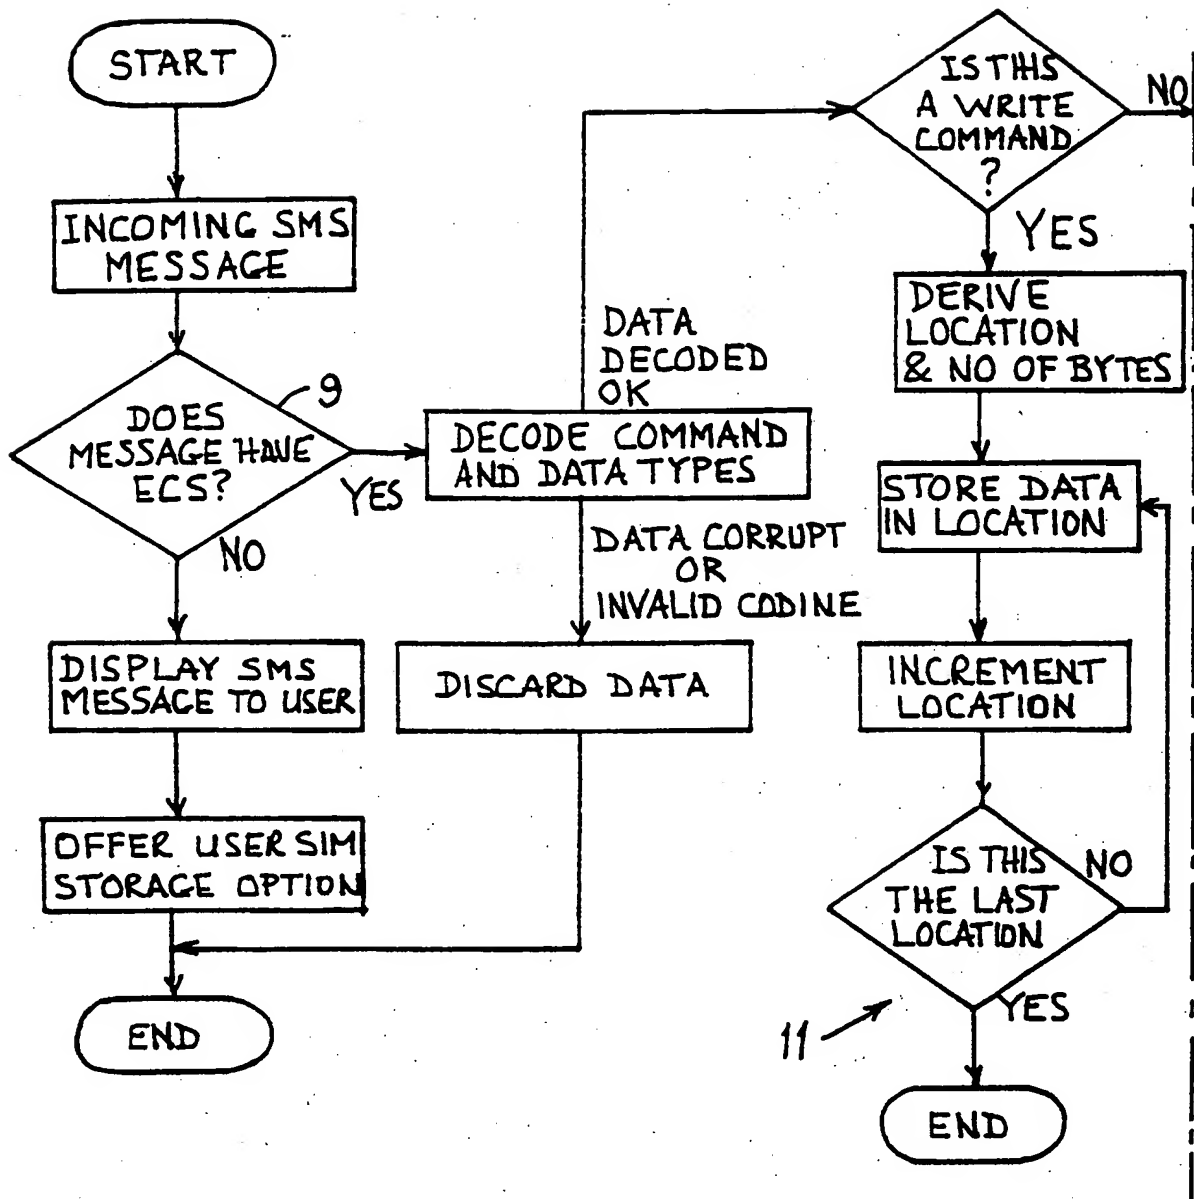 START
INCOMING SMS
MESSAGE
9
DOES
MESSAGE HAVE
ECS?
YES
NO
DISPLAY SMS
MESSAGE TO USER
OFFER USER SIM
STORAGE OPTION
END
DATA
DECODED
OK
DECODE COMMAND
AND DATA TYPES
DATA CORRUPT
OR
INVALID CODINE
DISCARD DATA
IS THIS
A WRITE
COMMAND
?
NO
YES
DERIVE
LOCATION
& NO OF BYTES
STORE DATA
IN LOCATION
INCREMENT
LOCATION
IS THIS
THE LAST
LOCATION
NO
YES
11
END